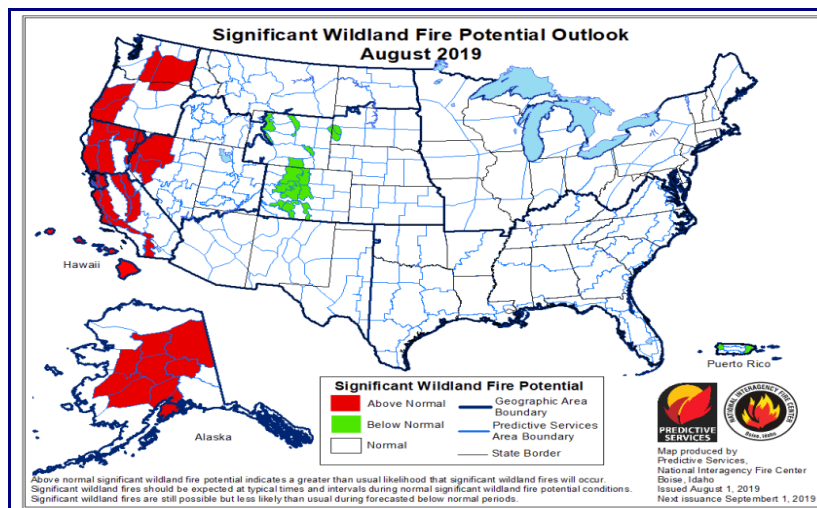 Significant Wildland Fire Potential Outlook
August 2019
Hawaii
Alaska
Puerto Rico
Significant Wildland Fire Potential
Above Normal
Below Normal
Normal
Geographic Area
Boundary
Predictive Services
Area Boundary
State Border
PREDICTIVE
SERVICES
NATIONAL INTERAGENCY FIRE CENTER
Boise, Idaho
Map produced by
Predictive Services,
National Interagency Fire Center
Boise, Idaho
Issued August 1, 2019
Next issuance September 1, 2019
Above normal significant wildland fire potential indicates a greater than usual likelihood that significant wildland fires will occur.
Significant wildland fires should be expected at typical times and intervals during normal significant wildland fire potential conditions.
Significant wildland fires are still possible but less likely than usual during forecasted below normal periods.